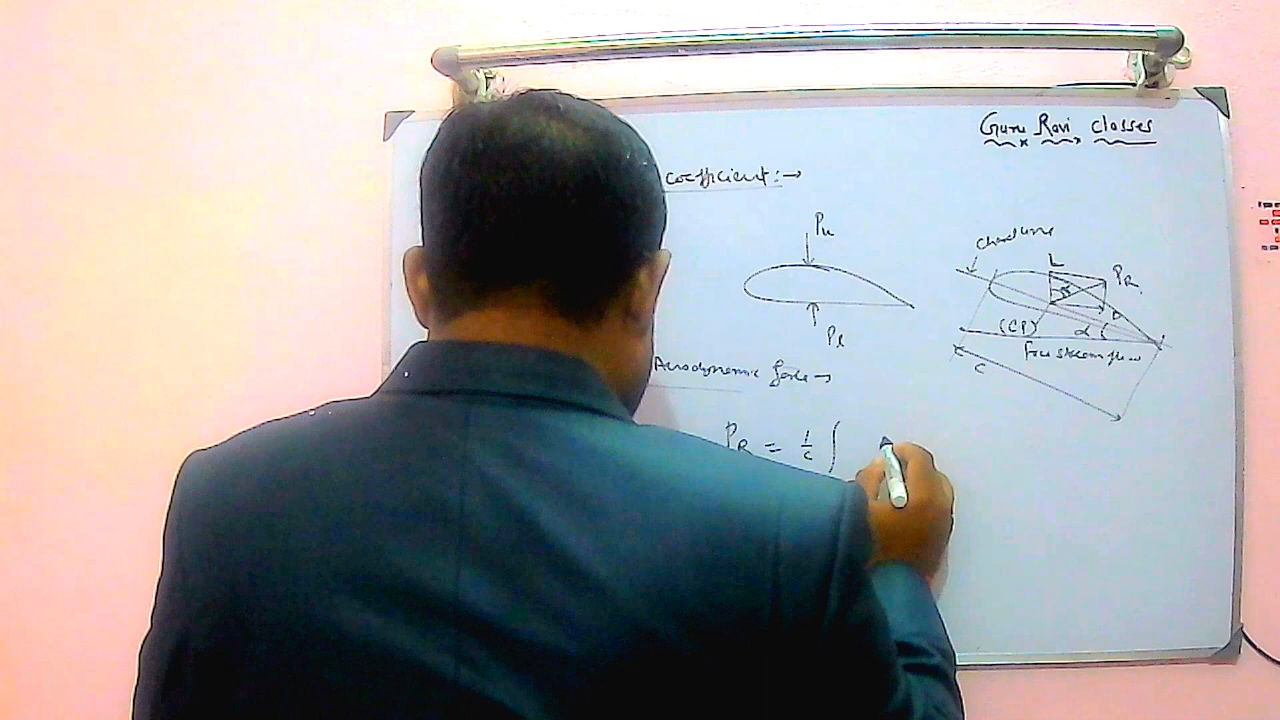 Guru Ravi Classes
coefficient:→
Pu
Pl
chord line
L
PR
D
(CP)
α
free stream flow
C
Aerodynamic force →
PR = 1/c ∫